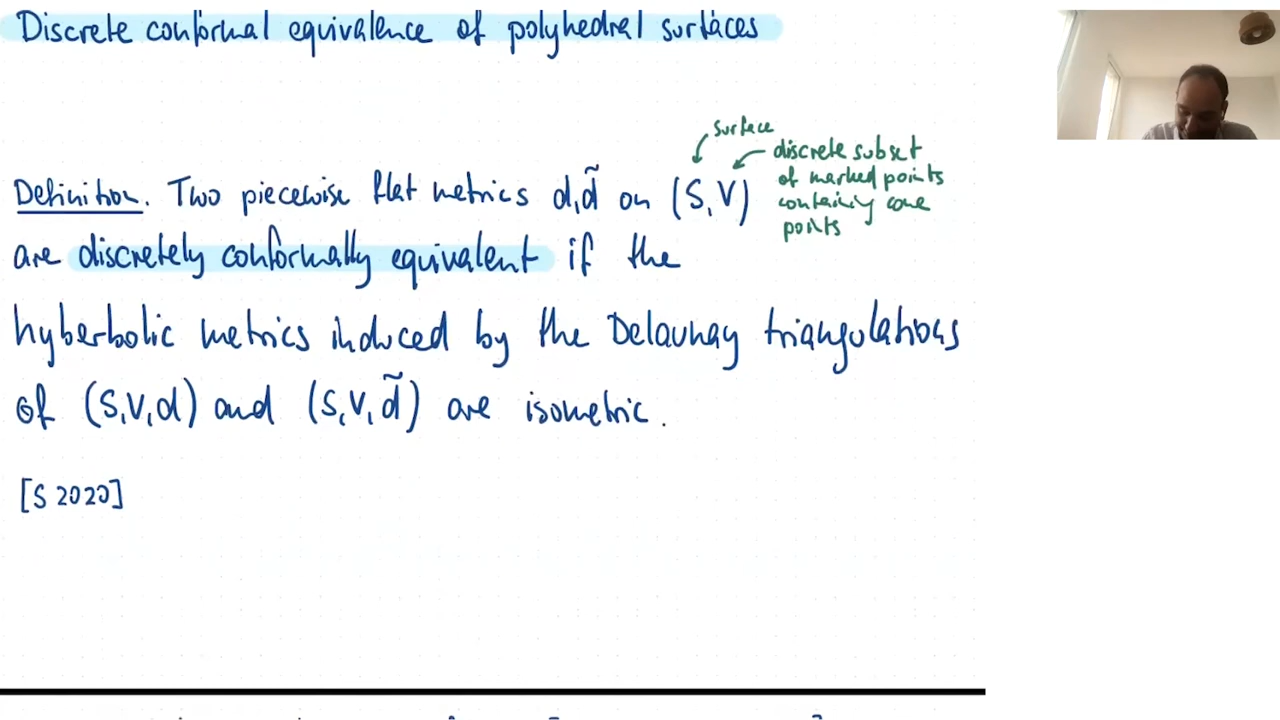 Discrete conformal equivalence of polyhedral surfaces
surface
discrete subset
of marked points
containing cone
points
Definition. Two piecewise flat metrics d, d̃ on (S, V)
are discretely conformally equivalent if the
hyberbolic metrics induced by the Delaunay triangulations
of (S, V, d) and (S, V, d̃) are isometric.
[S 2020]